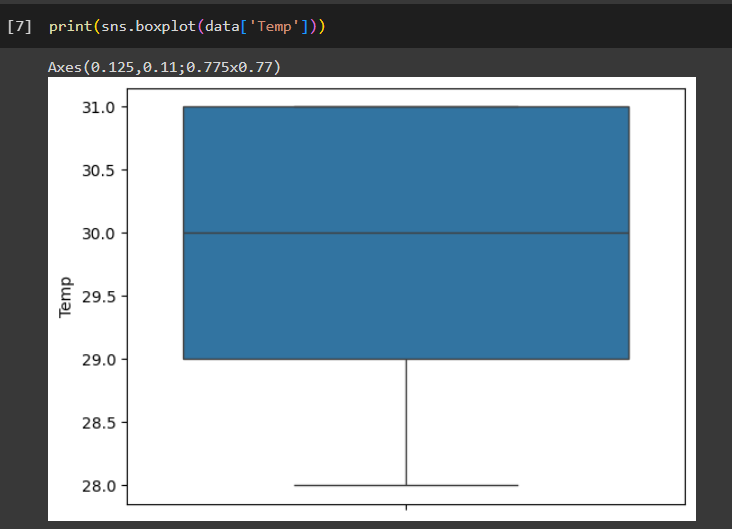 [7] print(sns.boxplot(data['Temp']))
Axes(0.125,0.11;0.775x0.77)
31.0
30.5
30.0
29.5
29.0
28.5
28.0
Temp